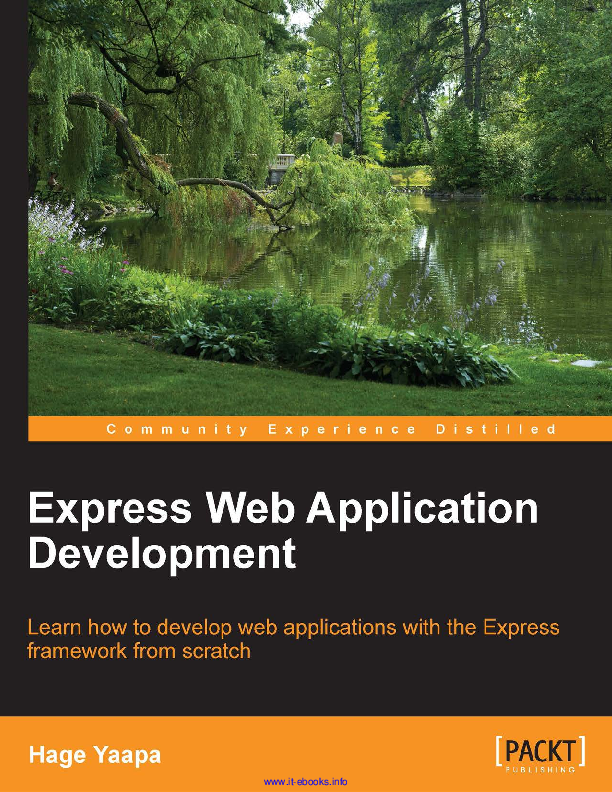 Community Experience Distilled
Express Web Application
Development
Learn how to develop web applications with the Express
framework from scratch
Hage Yaapa
[PACKT]
PUBLISHING
www.it-ebooks.info